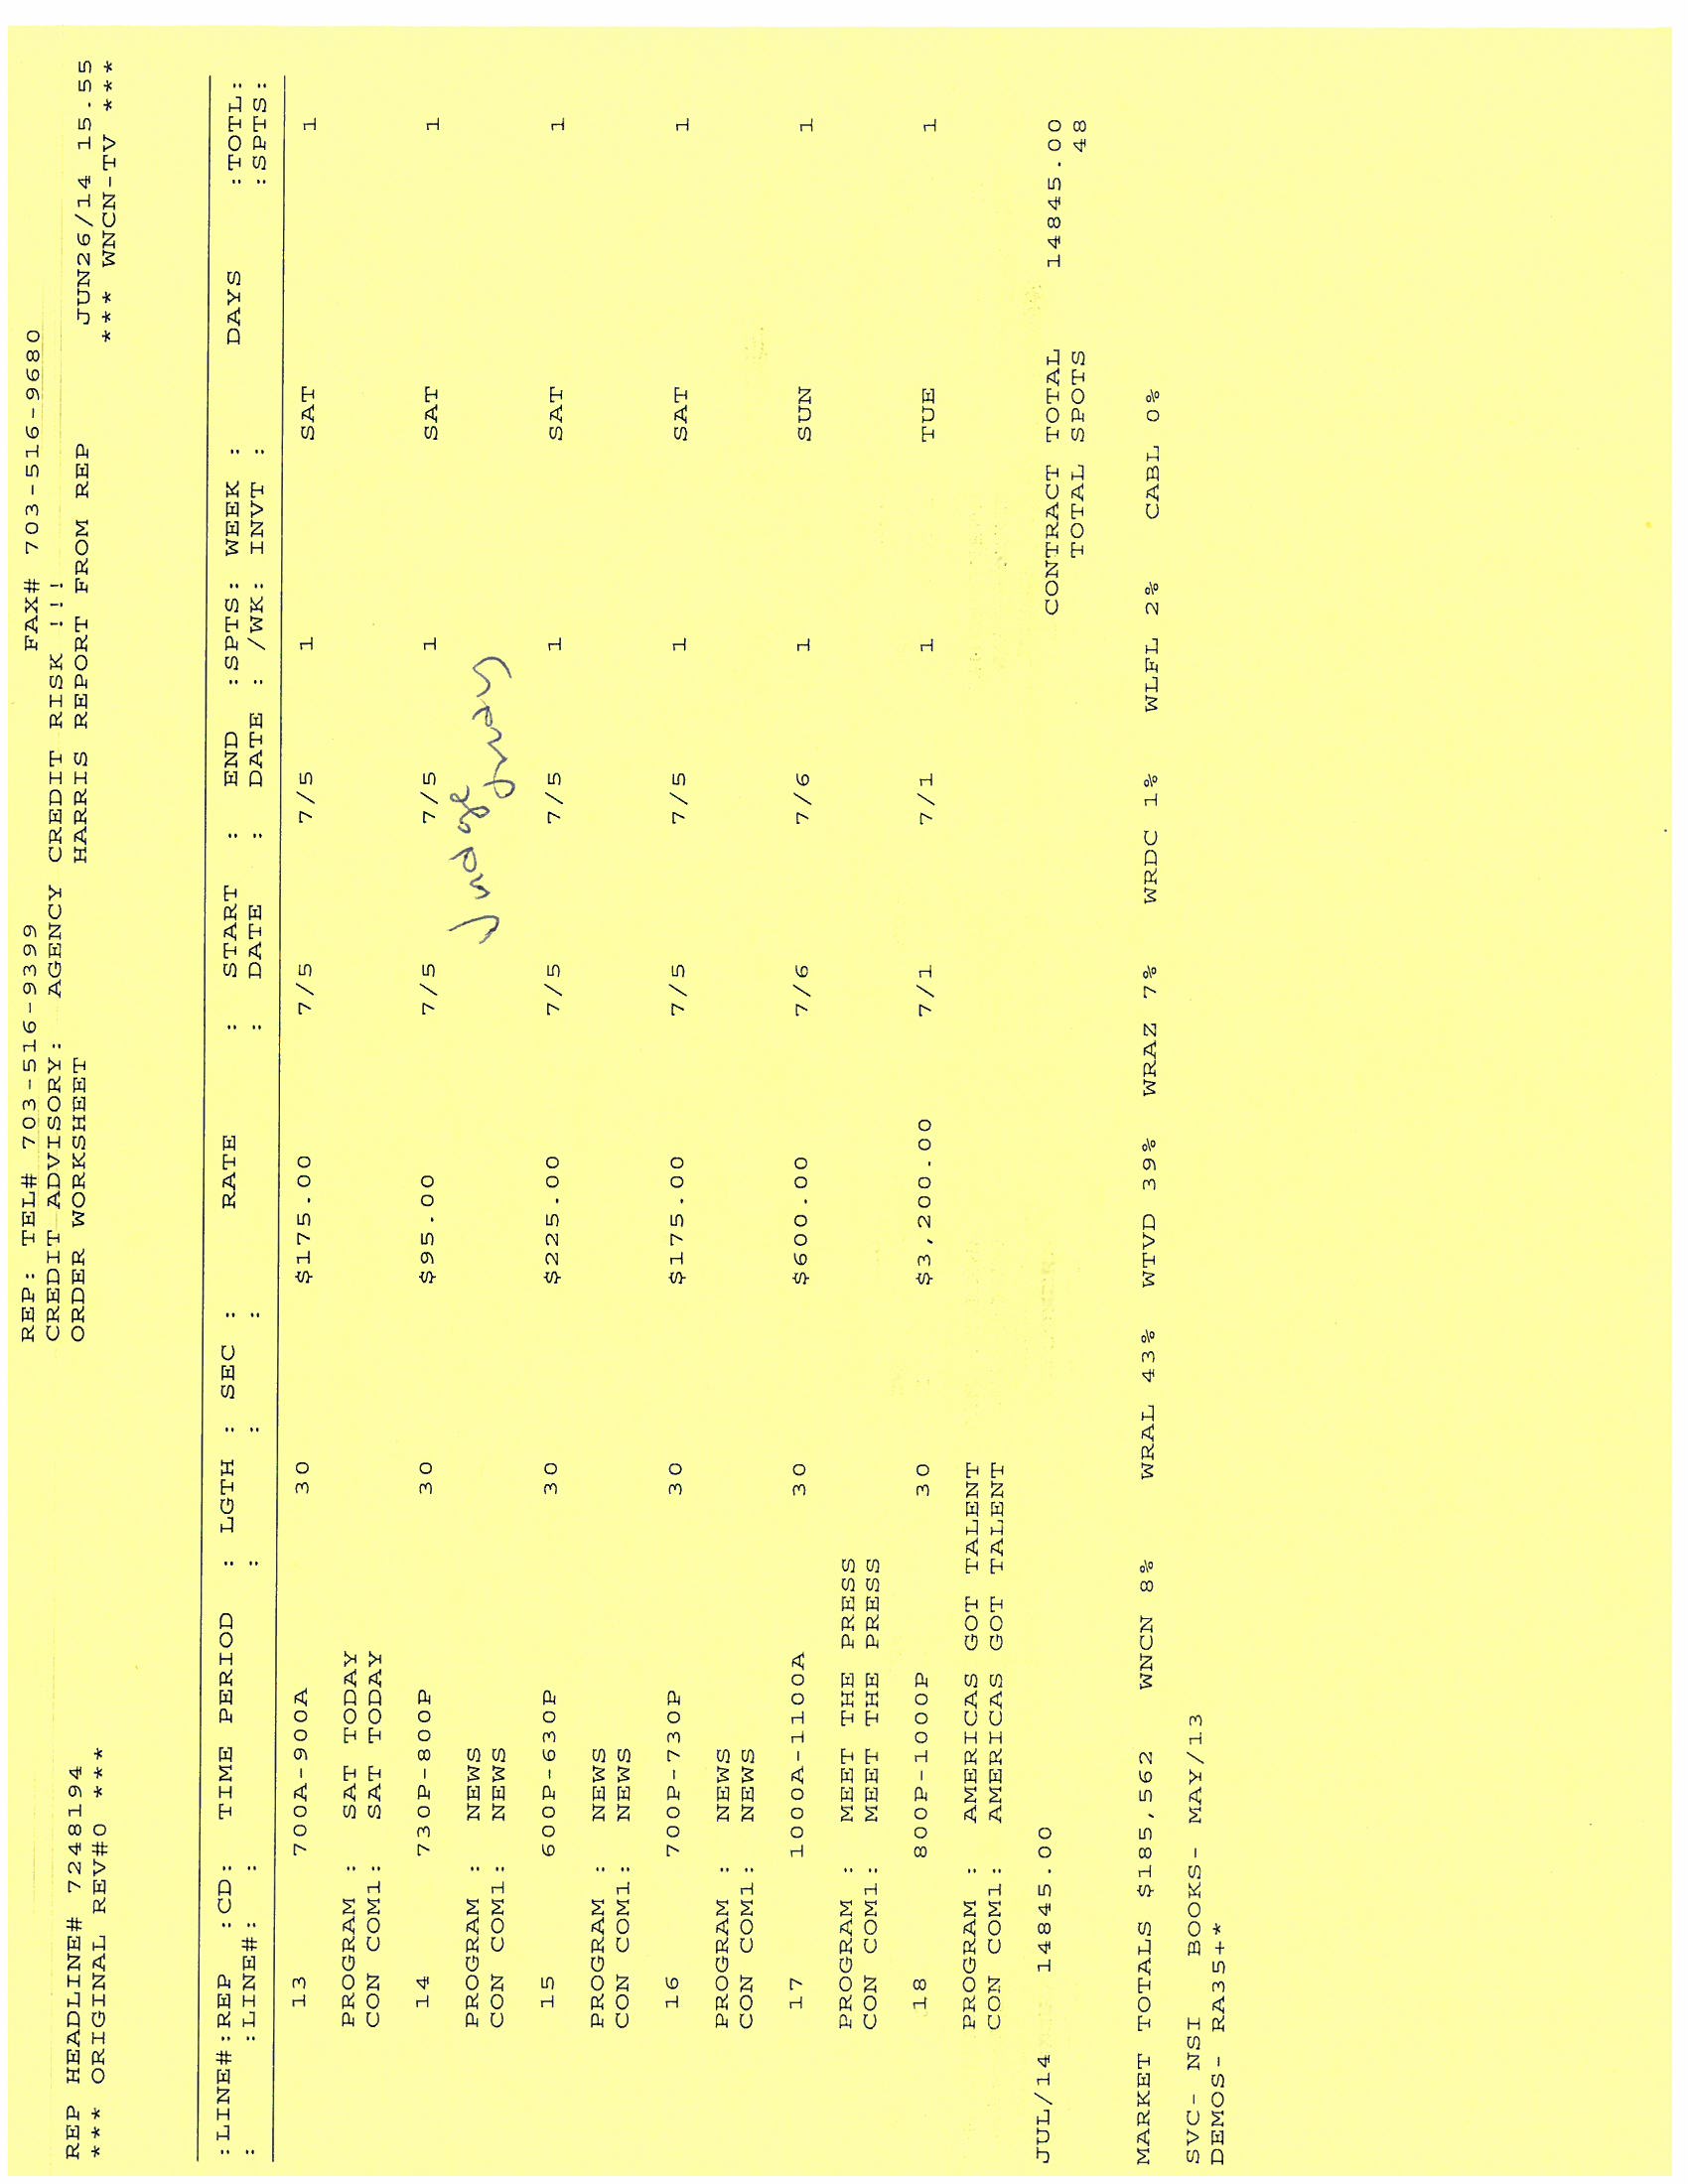 REP: TEL# 703-516-9399 FAX# 703-516-9680
CREDIT ADVISORY: AGENCY CREDIT RISK !!!
REP HEADLINE# 7248194 ORDER WORKSHEET HARRIS REPORT FROM REP JUN26/14 15.55
*** ORIGINAL REV#0 *** *** WNCN-TV ***
:LINE#:REP :CD: TIME PERIOD : LGTH : SEC : RATE : START : END :SPTS: WEEK : DAYS :TOTL:
: :LINE#: : : : : DATE : DATE : /WK: INVT : :SPTS:
13 700A-900A 30 $175.00 7/5 7/5 1 SAT 1
PROGRAM : SAT TODAY
CON COM1: SAT TODAY
14 730P-800P 30 $95.00 7/5 7/5 1 SAT 1
PROGRAM : NEWS
CON COM1: NEWS
15 600P-630P 30 $225.00 7/5 7/5 1 SAT 1
PROGRAM : NEWS
CON COM1: NEWS
16 700P-730P 30 $175.00 7/5 7/5 1 SAT 1
PROGRAM : NEWS
CON COM1: NEWS
17 1000A-1100A 30 $600.00 7/6 7/6 1 SUN 1
PROGRAM : MEET THE PRESS
CON COM1: MEET THE PRESS
18 800P-1000P 30 $3,200.00 7/1 7/1 1 TUE 1
PROGRAM : AMERICAS GOT TALENT
CON COM1: AMERICAS GOT TALENT
JUL/14 14845.00 CONTRACT TOTAL 14845.00
TOTAL SPOTS 48
MARKET TOTALS $185,562 WNCN 8% WRAL 43% WTVD 39% WRAZ 7% WRDC 1% WLFL 2% CABL 0%
SVC- NSI BOOKS- MAY/13
DEMOS- RA35+*